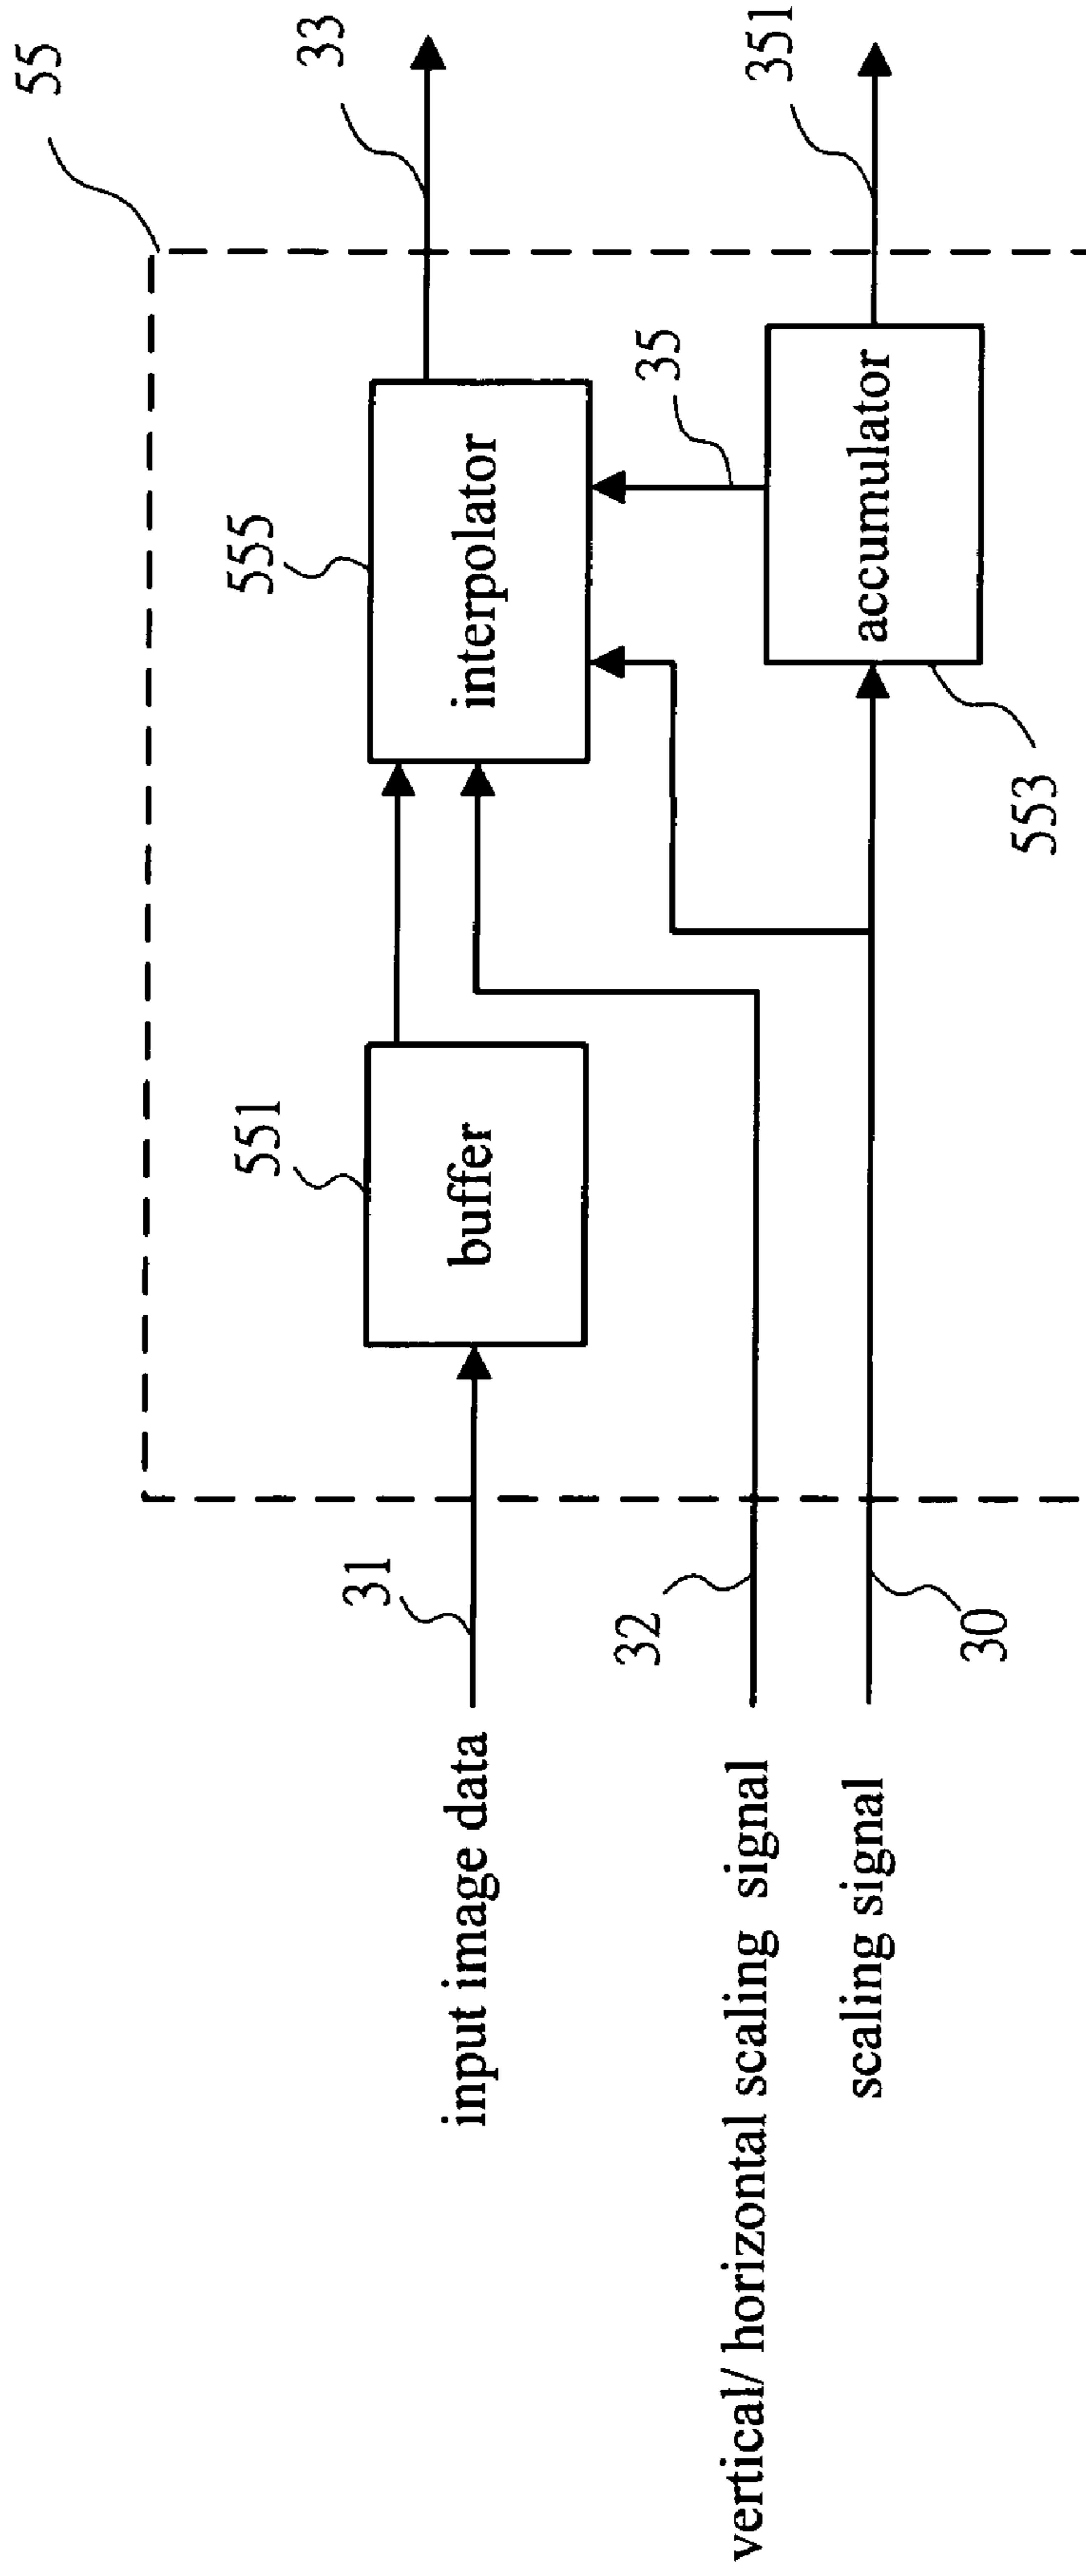 55
33
351
555
35
interpolator
accumulator
553
551
buffer
31
32
30
input image data
vertical/ horizontal scaling signal
scaling signal